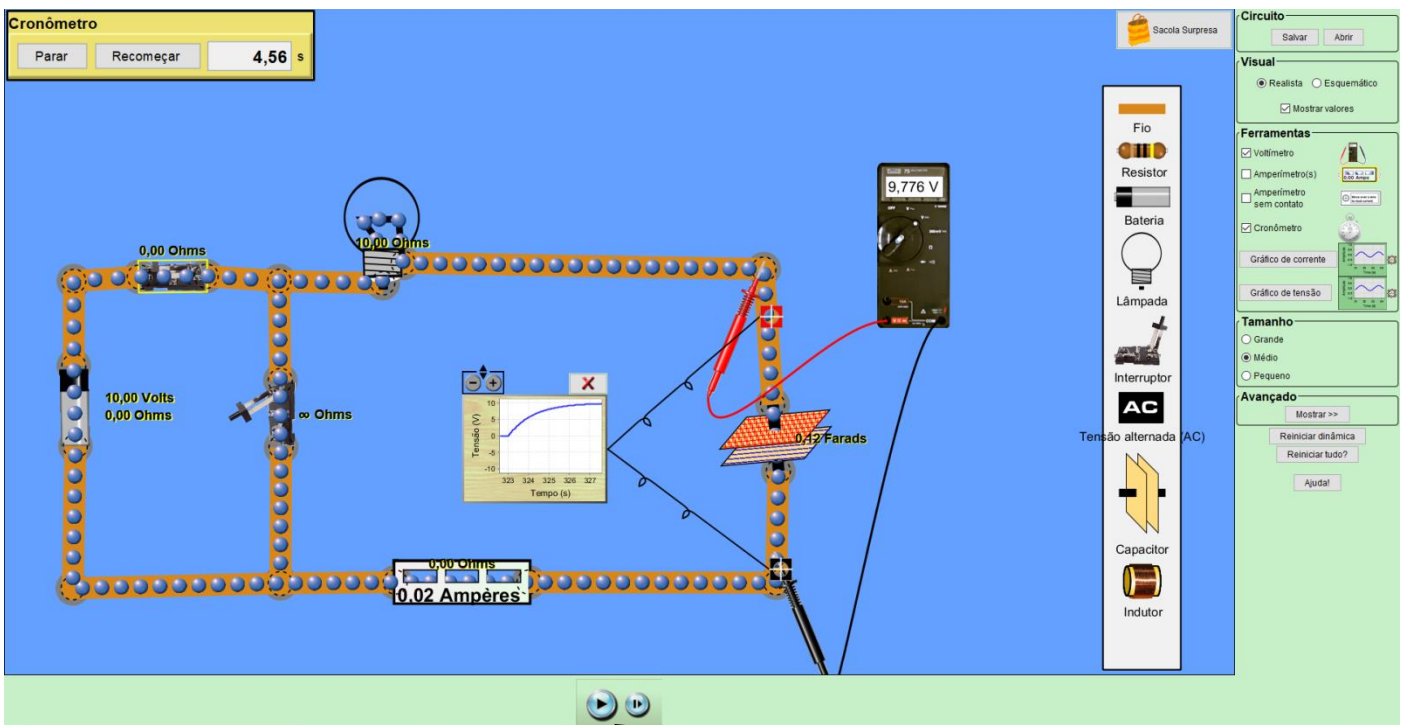 Cronômetro
Parar Recomeçar 4,56 s
Sacola Surpresa
Circuito
Salvar Abrir
Visual
Realista Esquemático
Mostrar valores
Ferramentas
Voltímetro
Amperímetro(s)
Amperímetro
sem contato
Cronômetro
Gráfico de corrente
Gráfico de tensão
Tamanho
Grande
Médio
Pequeno
Avançado
Mostrar >>
Reiniciar dinâmica
Reiniciar tudo?
Ajuda!
Fio
Resistor
Bateria
Lâmpada
Interruptor
AC
Tensão alternada (AC)
Capacitor
Indutor
9,776 V
OFF
COM
0,00 Ohms
10,00 Ohms
10,00 Volts
0,00 Ohms
∞ Ohms
0,12 Farads
10
5
0
-5
-10
Tensão (V)
323 324 325 326 327
Tempo (s)
0,00 Ohms
0.02 Ampères